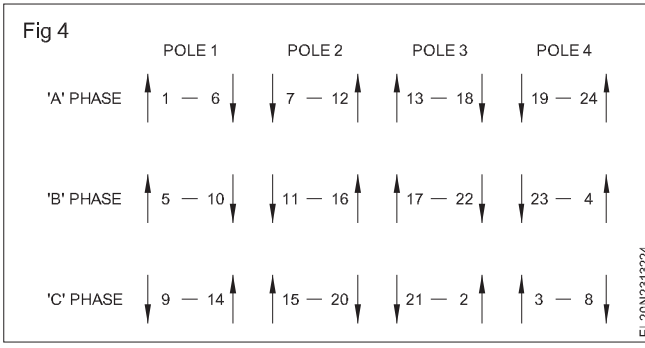 Fig 4
POLE 1 POLE 2 POLE 3 POLE 4
'A' PHASE 1 — 6 7 — 12 13 — 18 19 — 24
'B' PHASE 5 — 10 11 — 16 17 — 22 23 — 4
'C' PHASE 9 — 14 15 — 20 21 — 2 3 — 8